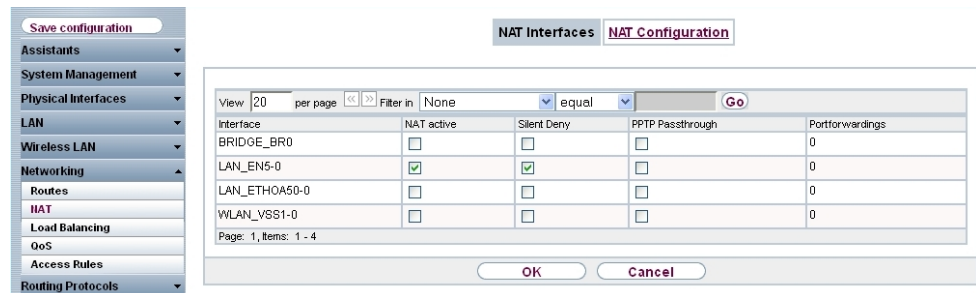 Save configuration
Assistants
System Management
Physical Interfaces
LAN
Wireless LAN
Networking
Routes
NAT
Load Balancing
QoS
Access Rules
Routing Protocols
NAT Interfaces NAT Configuration
View 20 per page << >> Filter in None equal Go
Interface NAT active Silent Deny PPTP Passthrough Portforwardings
BRIDGE_BR0 0
LAN_EN5-0 0
LAN_ETHOA50-0 0
WLAN_VSS1-0 0
Page: 1, Items: 1 - 4
OK Cancel